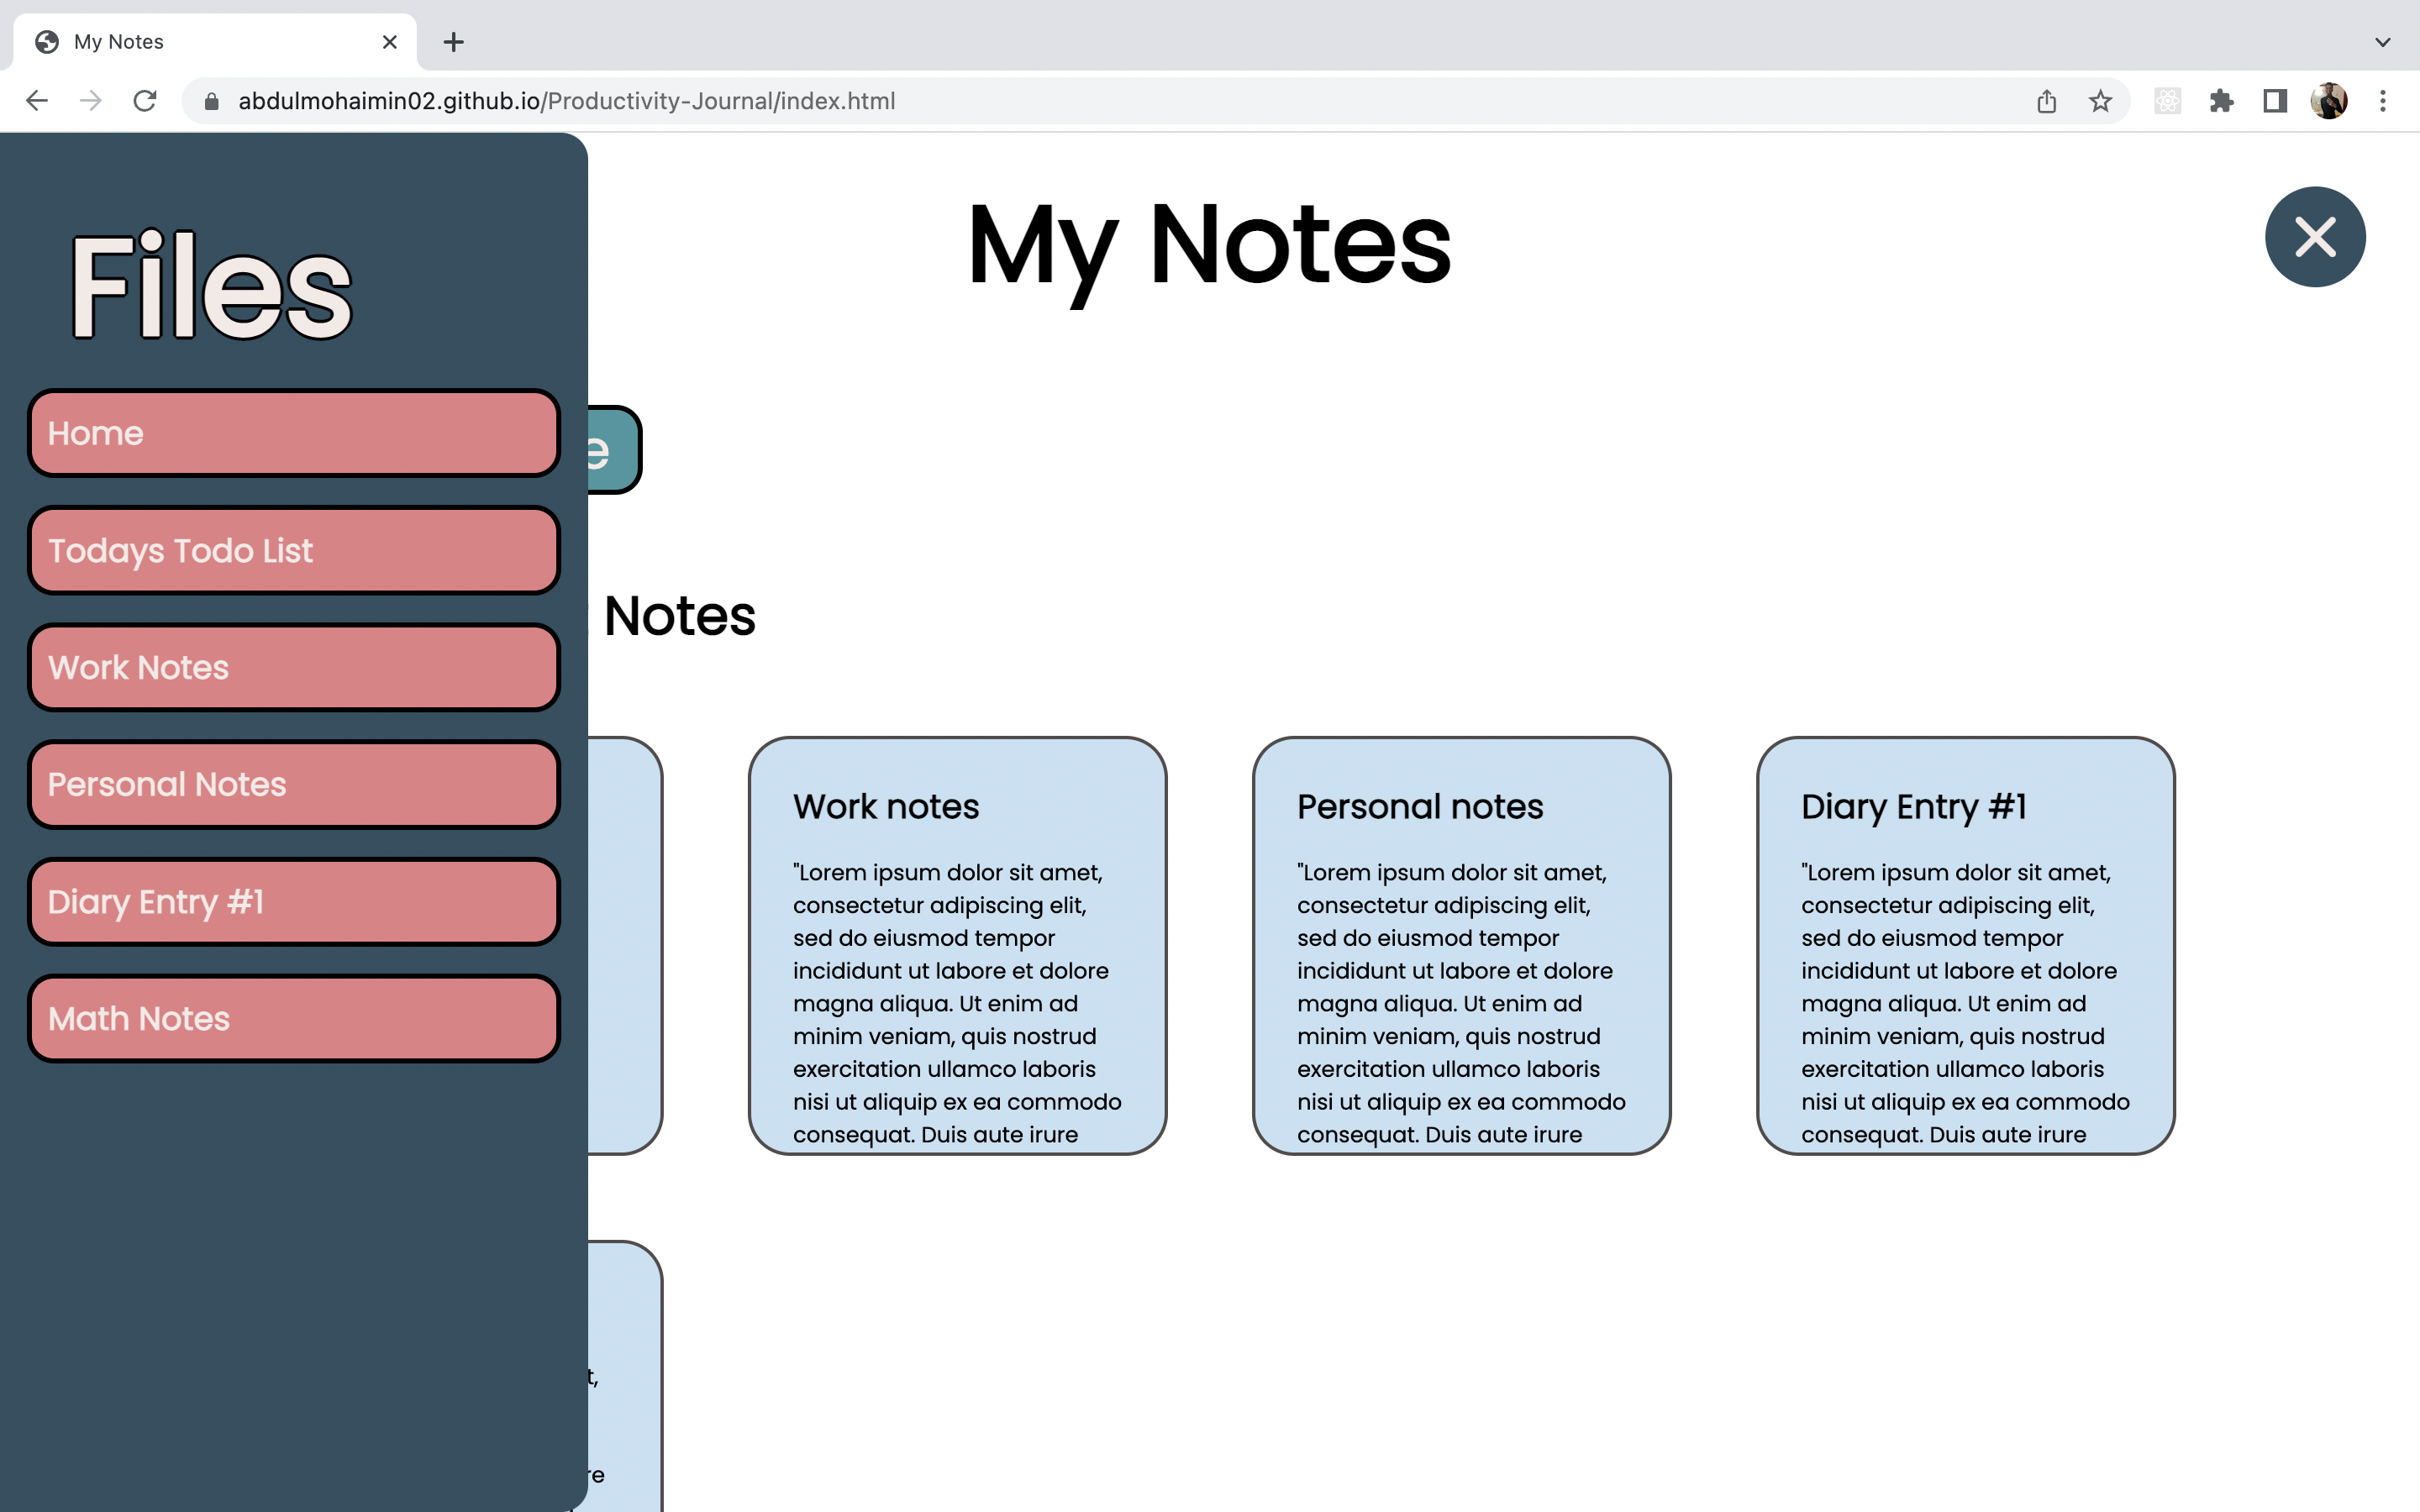 My Notes
abdulmohaimin02.github.io/Productivity-Journal/index.html
Files
Home
Todays Todo List
Work Notes
Personal Notes
Diary Entry #1
Math Notes
My Notes
Notes
Work notes
"Lorem ipsum dolor sit amet,
consectetur adipiscing elit,
sed do eiusmod tempor
incididunt ut labore et dolore
magna aliqua. Ut enim ad
minim veniam, quis nostrud
exercitation ullamco laboris
nisi ut aliquip ex ea commodo
consequat. Duis aute irure
Personal notes
"Lorem ipsum dolor sit amet,
consectetur adipiscing elit,
sed do eiusmod tempor
incididunt ut labore et dolore
magna aliqua. Ut enim ad
minim veniam, quis nostrud
exercitation ullamco laboris
nisi ut aliquip ex ea commodo
consequat. Duis aute irure
Diary Entry #1
"Lorem ipsum dolor sit amet,
consectetur adipiscing elit,
sed do eiusmod tempor
incididunt ut labore et dolore
magna aliqua. Ut enim ad
minim veniam, quis nostrud
exercitation ullamco laboris
nisi ut aliquip ex ea commodo
consequat. Duis aute irure